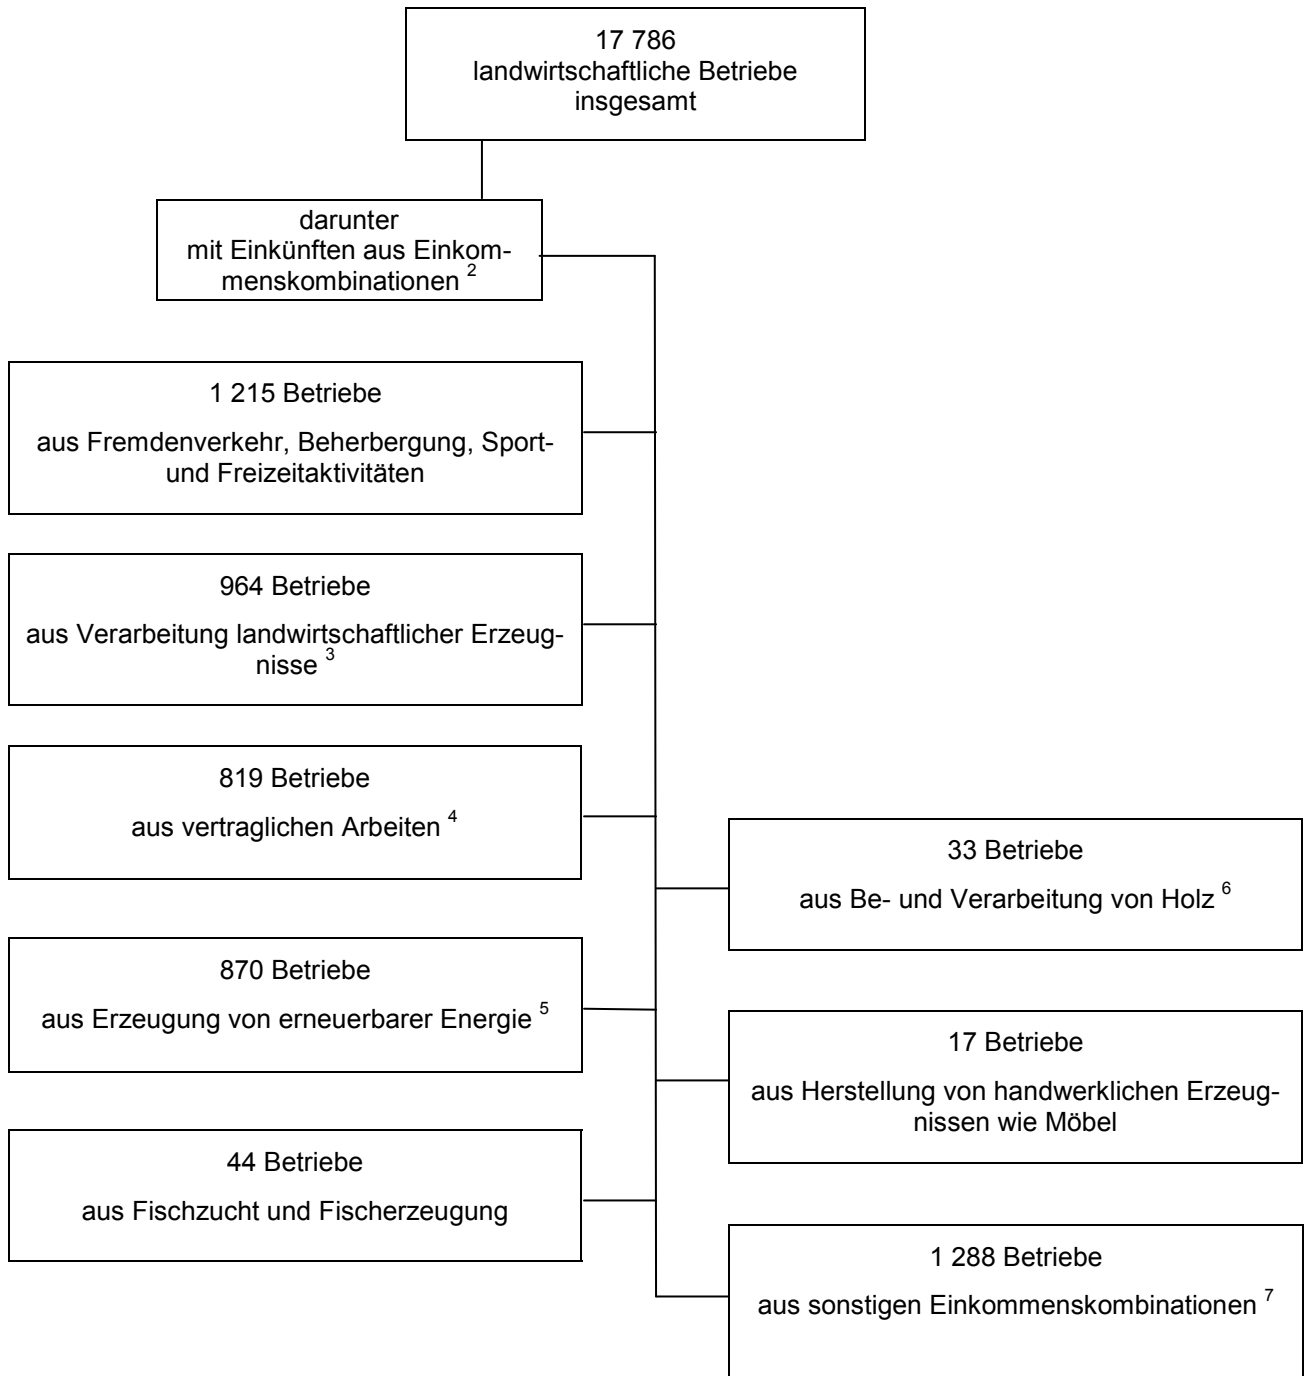 17 786
landwirtschaftliche Betriebe
insgesamt
darunter
mit Einkünften aus Einkom-
menskombinationen 2
1 215 Betriebe
aus Fremdenverkehr, Beherbergung, Sport-
und Freizeitaktivitäten
964 Betriebe
aus Verarbeitung landwirtschaftlicher Erzeug-
nisse 3
819 Betriebe
aus vertraglichen Arbeiten 4
870 Betriebe
aus Erzeugung von erneuerbarer Energie 5
44 Betriebe
aus Fischzucht und Fischerzeugung
33 Betriebe
aus Be- und Verarbeitung von Holz 6
17 Betriebe
aus Herstellung von handwerklichen Erzeug-
nissen wie Möbel
1 288 Betriebe
aus sonstigen Einkommenskombinationen 7